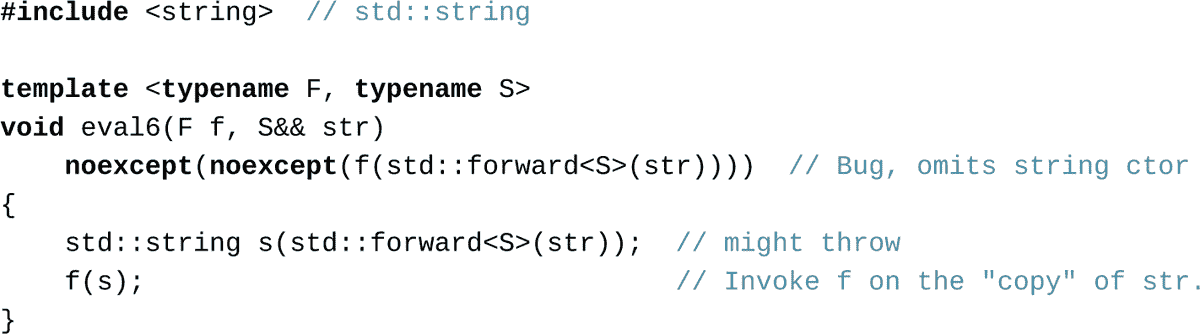 #include <string>  // std::string

template <typename F, typename S>
void eval6(F f, S&& str)
    noexcept(noexcept(f(std::forward<S>(str))))  // Bug, omits string ctor
{
    std::string s(std::forward<S>(str));  // might throw
    f(s);                                 // Invoke f on the "copy" of str.
}